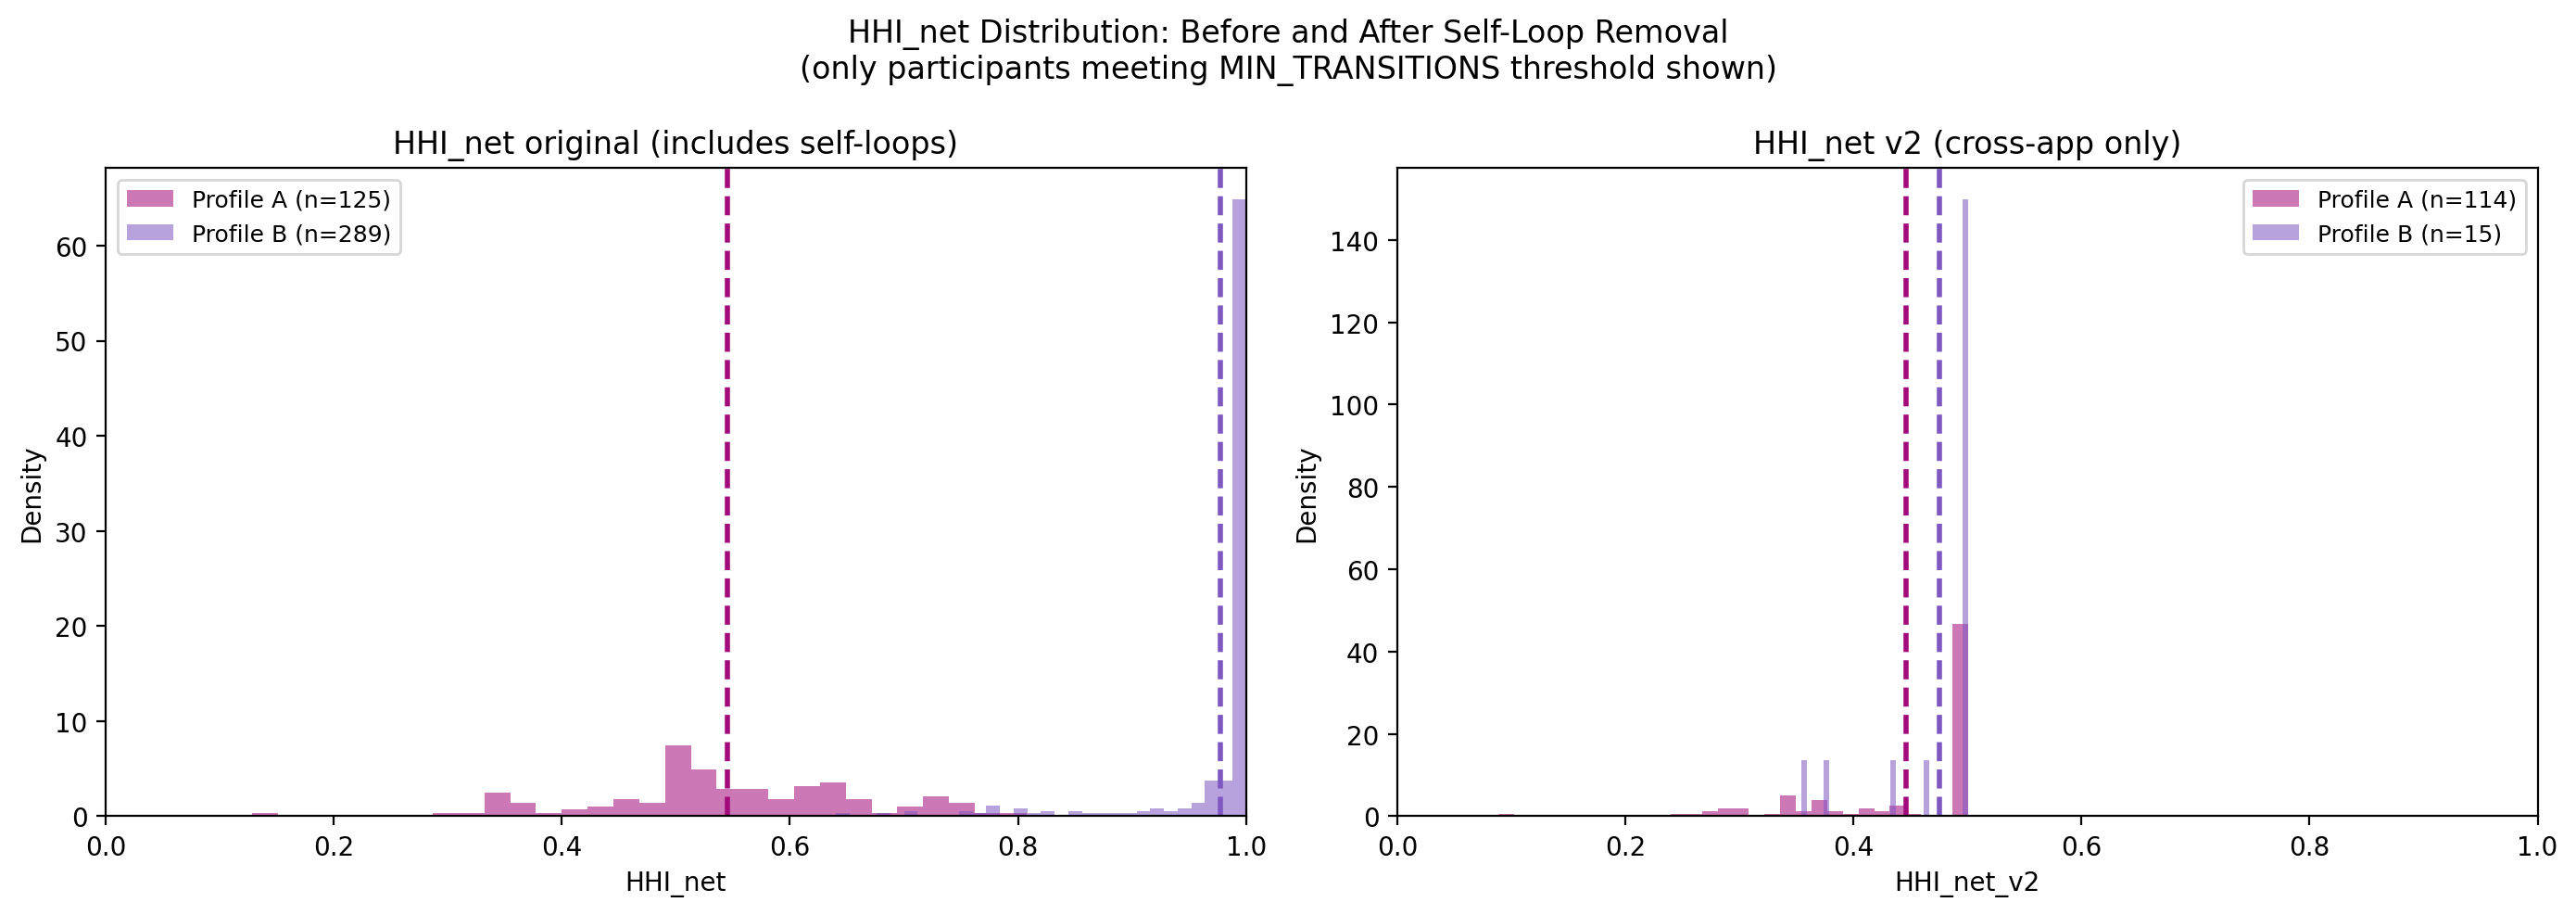 HHI_net Distribution: Before and After Self-Loop Removal
(only participants meeting MIN_TRANSITIONS threshold shown)
HHI_net original (includes self-loops)
Profile A (n=125)
Profile B (n=289)
Density
60
50
40
30
20
10
0
0.0 0.2 0.4 0.6 0.8 1.0
HHI_net
HHI_net v2 (cross-app only)
Profile A (n=114)
Profile B (n=15)
Density
140
120
100
80
60
40
20
0
0.0 0.2 0.4 0.6 0.8 1.0
HHI_net_v2